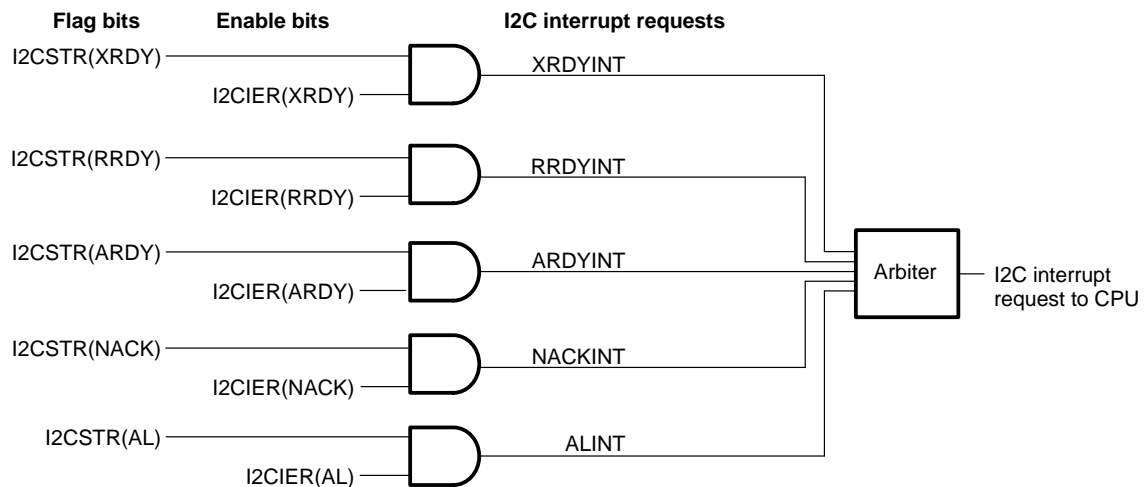 Flag bits Enable bits I2C interrupt requests
I2CSTR(XRDY)
XRDYINT
I2CIER(XRDY)
I2CSTR(RRDY)
RRDYINT
I2CIER(RRDY)
I2CSTR(ARDY)
ARDYINT
I2CIER(ARDY)
Arbiter
I2C interrupt
request to CPU
I2CSTR(NACK)
NACKINT
I2CIER(NACK)
I2CSTR(AL)
ALINT
I2CIER(AL)